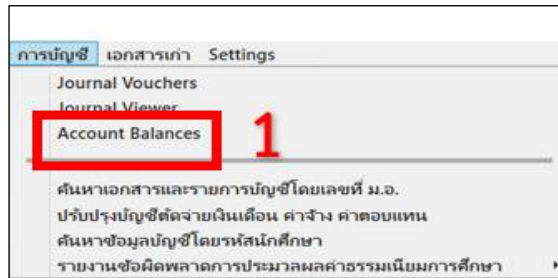 การบัญชี เอกสารเก่า Settings
Journal Vouchers
Journal Viewer
Account Balances 1
ค้นหาเอกสารและรายการบัญชีโดยเลขที่ ม.อ.
ปรับปรุงบัญชีตัดจ่ายเงินเดือน ค่าจ้าง ค่าตอบแทน
ค้นหาข้อมูลบัญชีโดยรหัสนักศึกษา
รายงานข้อผิดพลาดการประมวลผลค่าธรรมเนียมการศึกษา